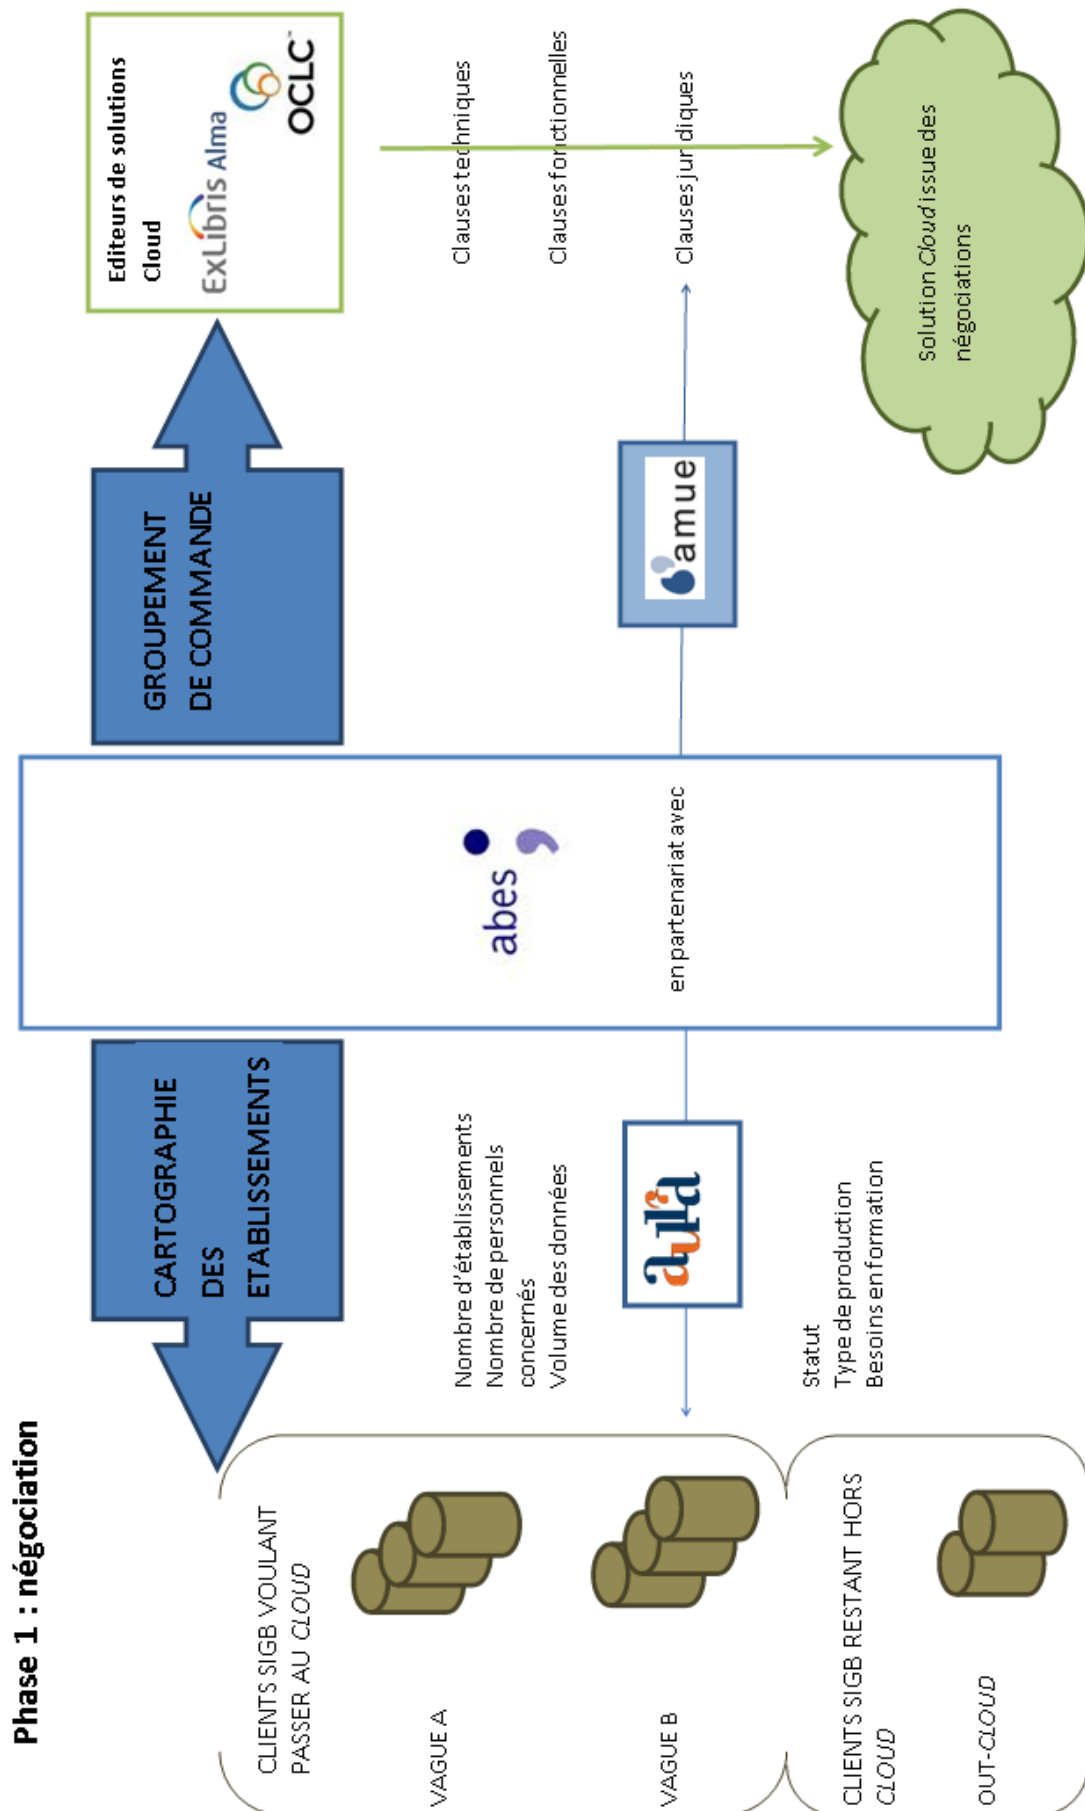 Phase 1 : négociation
CARTOGRAPHIE
DES
ETABLISSEMENTS
GROUPEMENT
DE COMMANDE
Editeurs de solutions
Cloud
ExLibris Alma
OCLC™
CLIENTS SIGB VOULANT
PASSER AU CLOUD
VAGUE A
VAGUE B
Nombre d'établissements
Nombre de personnels
concernés
Volume des données
abes
en partenariat avec
Clauses techniques
Clauses fonctionnelles
Clauses juridiques
amue
Statut
Type de production
Besoins en formation
CLIENTS SIGB RESTANT HORS
CLOUD
OUT-CLOUD
Solution Cloud issue des
négociations